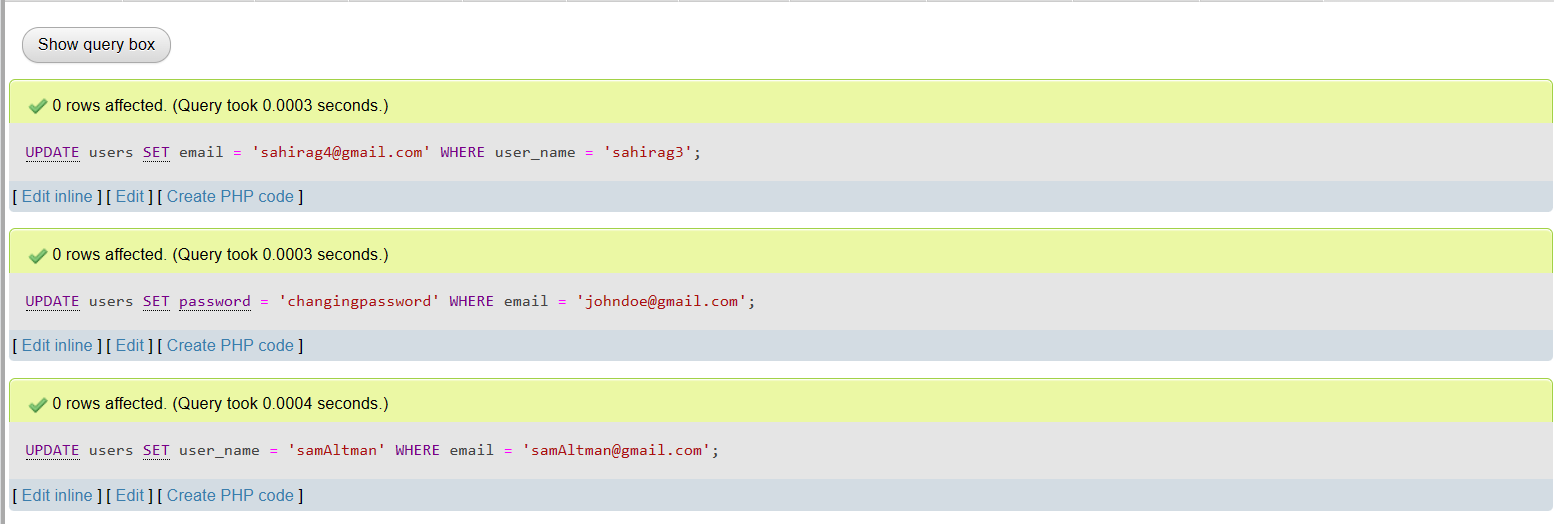 Show query box
0 rows affected. (Query took 0.0003 seconds.)
UPDATE users SET email = 'sahirag4@gmail.com' WHERE user_name = 'sahirag3';
[ Edit inline ] [ Edit ] [ Create PHP code ]
0 rows affected. (Query took 0.0003 seconds.)
UPDATE users SET password = 'changingpassword' WHERE email = 'johndoe@gmail.com';
[ Edit inline ] [ Edit ] [ Create PHP code ]
0 rows affected. (Query took 0.0004 seconds.)
UPDATE users SET user_name = 'samAltman' WHERE email = 'samAltman@gmail.com';
[ Edit inline ] [ Edit ] [ Create PHP code ]